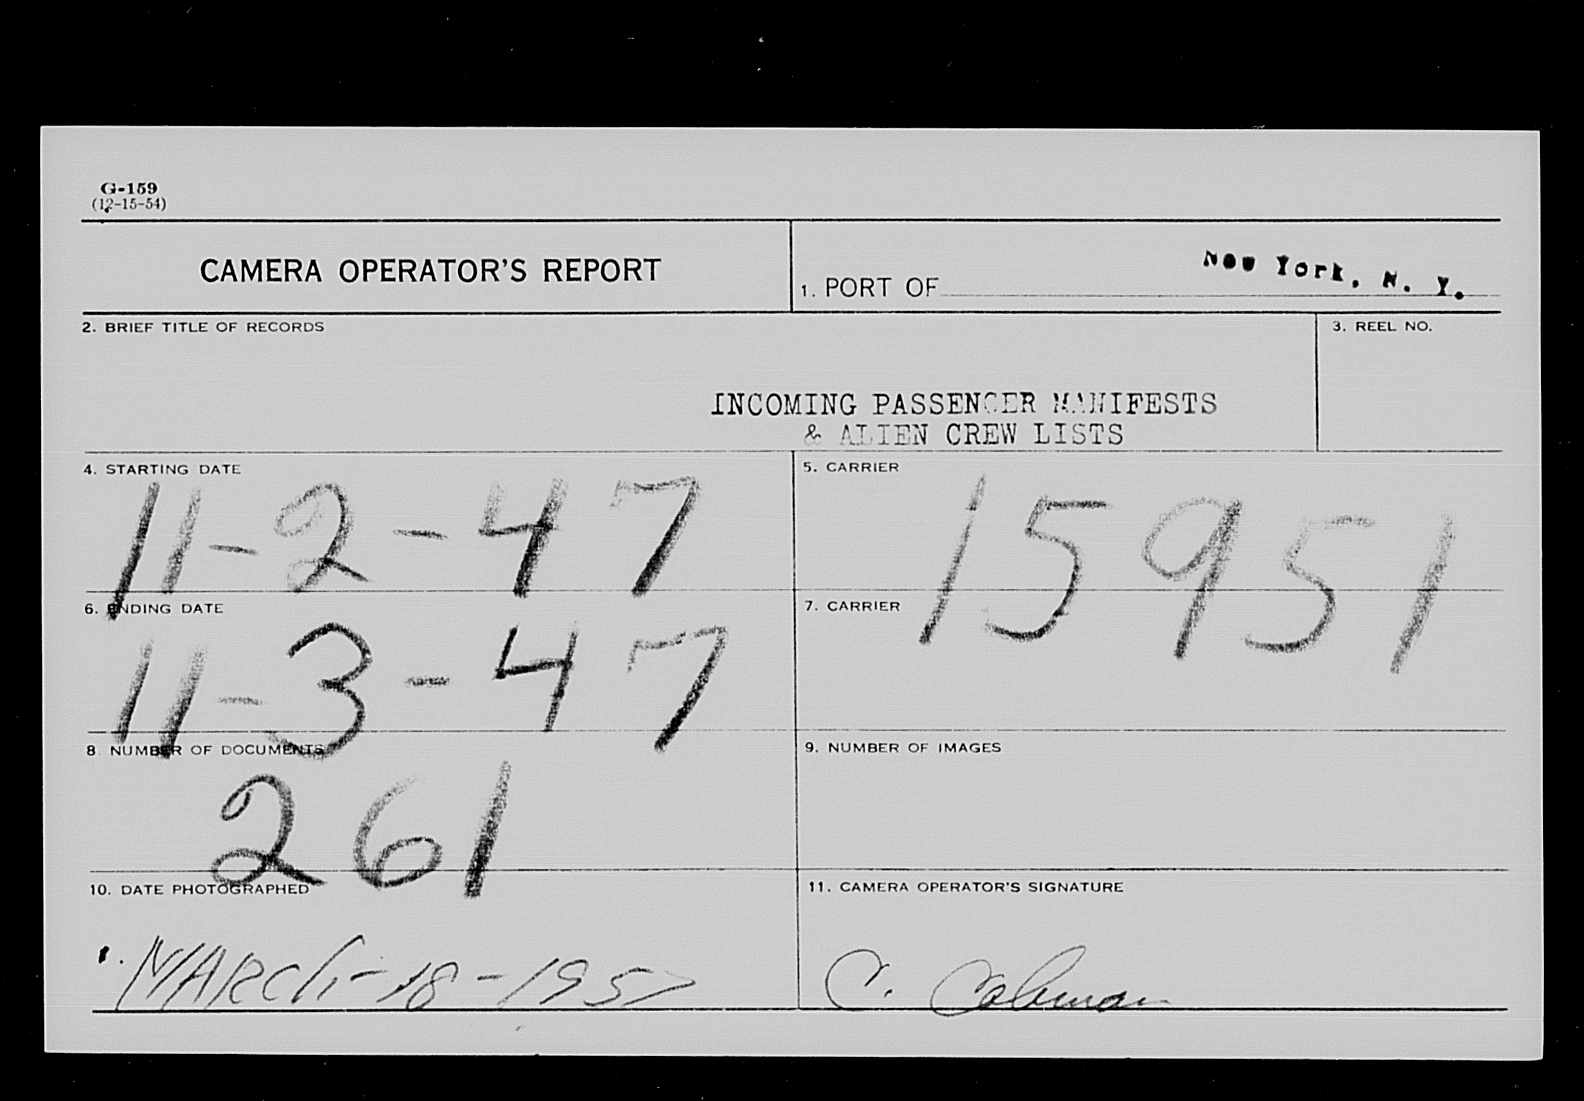 G-159
(12-15-54)
CAMERA OPERATOR'S REPORT
1. PORT OF New York, N. Y.
2. BRIEF TITLE OF RECORDS
INCOMING PASSENGER MANIFESTS
& ALIEN CREW LISTS
3. REEL NO.
4. STARTING DATE
11-2-47
5. CARRIER
15951
6. ENDING DATE
11-3-47
7. CARRIER
8. NUMBER OF DOCUMENTS
261
9. NUMBER OF IMAGES
10. DATE PHOTOGRAPHED
MARCH-18-1957
11. CAMERA OPERATOR'S SIGNATURE
C. Coleman